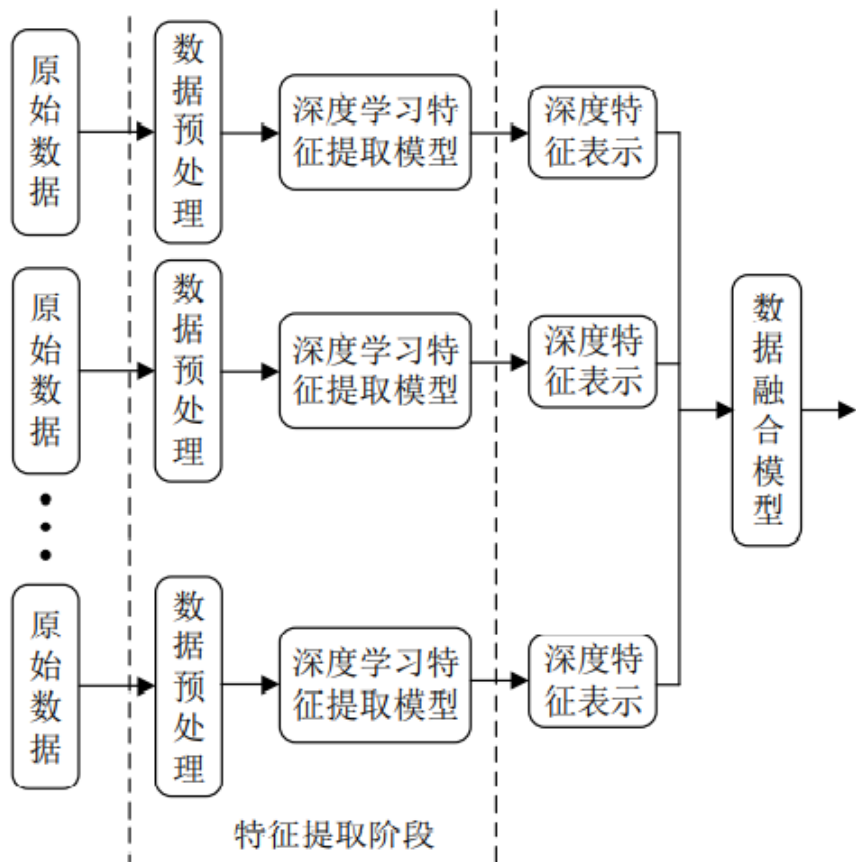 原始数据
数据预处理
深度学习特
征提取模型
深度特
征表示
原始数据
数据预处理
深度学习特
征提取模型
深度特
征表示
数据融合模型
原始数据
数据预处理
深度学习特
征提取模型
深度特
征表示
特征提取阶段